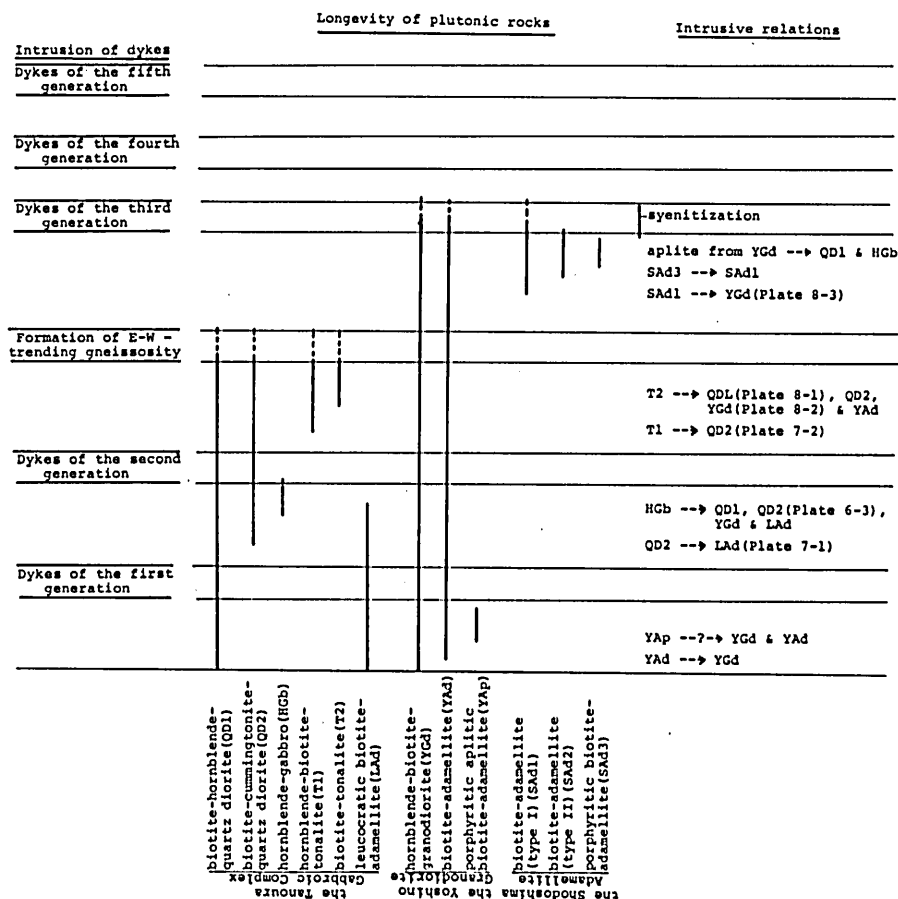 Longevity of plutonic rocks
Intrusive relations
Intrusion of dykes
Dykes of the fifth
generation
Dykes of the fourth
generation
Dykes of the third
generation
syenitization
aplite from YGd --→ QD1 & HGb
SAd3 --→ SAd1
SAd1 --→ YGd(Plate 8-3)
Formation of E-W -
trending gneissosity
T2 --→ QDL(Plate 8-1), QD2,
YGd(Plate 8-2) & YAd
T1 --→ QD2(Plate 7-2)
Dykes of the second
generation
HGb --→ QD1, QD2(Plate 6-3),
YGd & LAd
QD2 --→ LAd(Plate 7-1)
Dykes of the first
generation
YAp --?-→ YGd & YAd
YAd --→ YGd
biotite-hornblende-
quartz diorite(QD1)
biotite-cummingtonite-
quartz diorite(QD2)
hornblende-gabbro(HGb)
hornblende-biotite-
tonalite(T1)
biotite-tonalite(T2)
leucocratic biotite-
adamellite(LAd)
the Tanoura
Gabbroic Complex
hornblende-biotite-
granodiorite(YGd)
biotite-adamellite(YAd)
porphyritic aplitic
biotite-adamellite(YAp)
the Yoshino
Granodiorite
biotite-adamellite
(type I)(SAd1)
biotite-adamellite
(type II)(SAd2)
porphyritic biotite-
adamellite(SAd3)
the Shodoshima
Adamellite